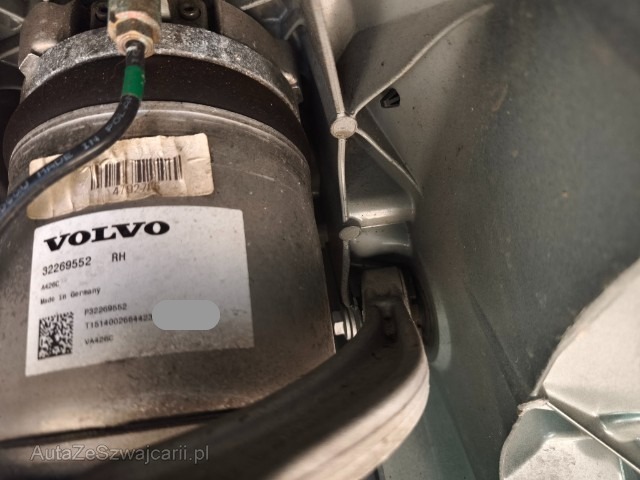 VOLVO
32269552 RH
AA26C
Made in Germany
P32269552
T1514002684423
VA426C
AutaZeSzwajcarii.pl